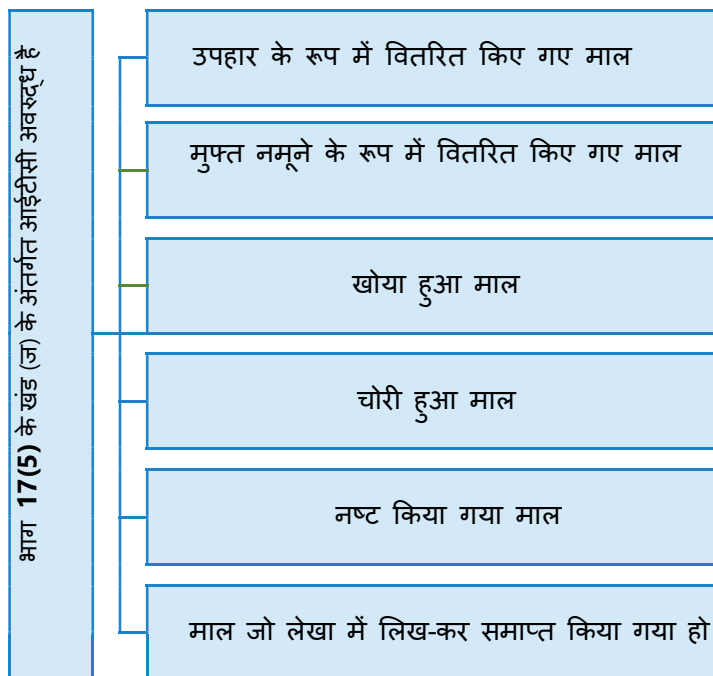 भाग 17(5) के खंड (ज) के अंतर्गत आईटीसी अवरुद्ध है
उपहार के रूप में वितरित किए गए माल
मुफ्त नमूने के रूप में वितरित किए गए माल
खोया हुआ माल
चोरी हुआ माल
नष्ट किया गया माल
माल जो लेखा में लिख-कर समाप्त किया गया हो